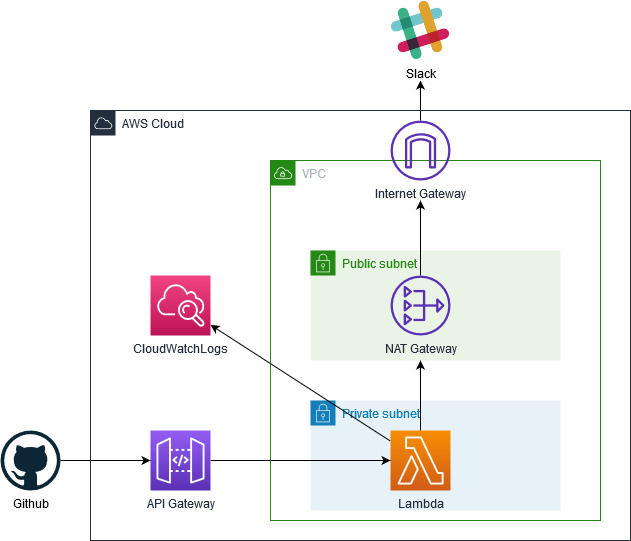 Slack
AWS Cloud
Internet Gateway
VPC
Public subnet
NAT Gateway
CloudWatchLogs
Private subnet
Github
API Gateway
Lambda